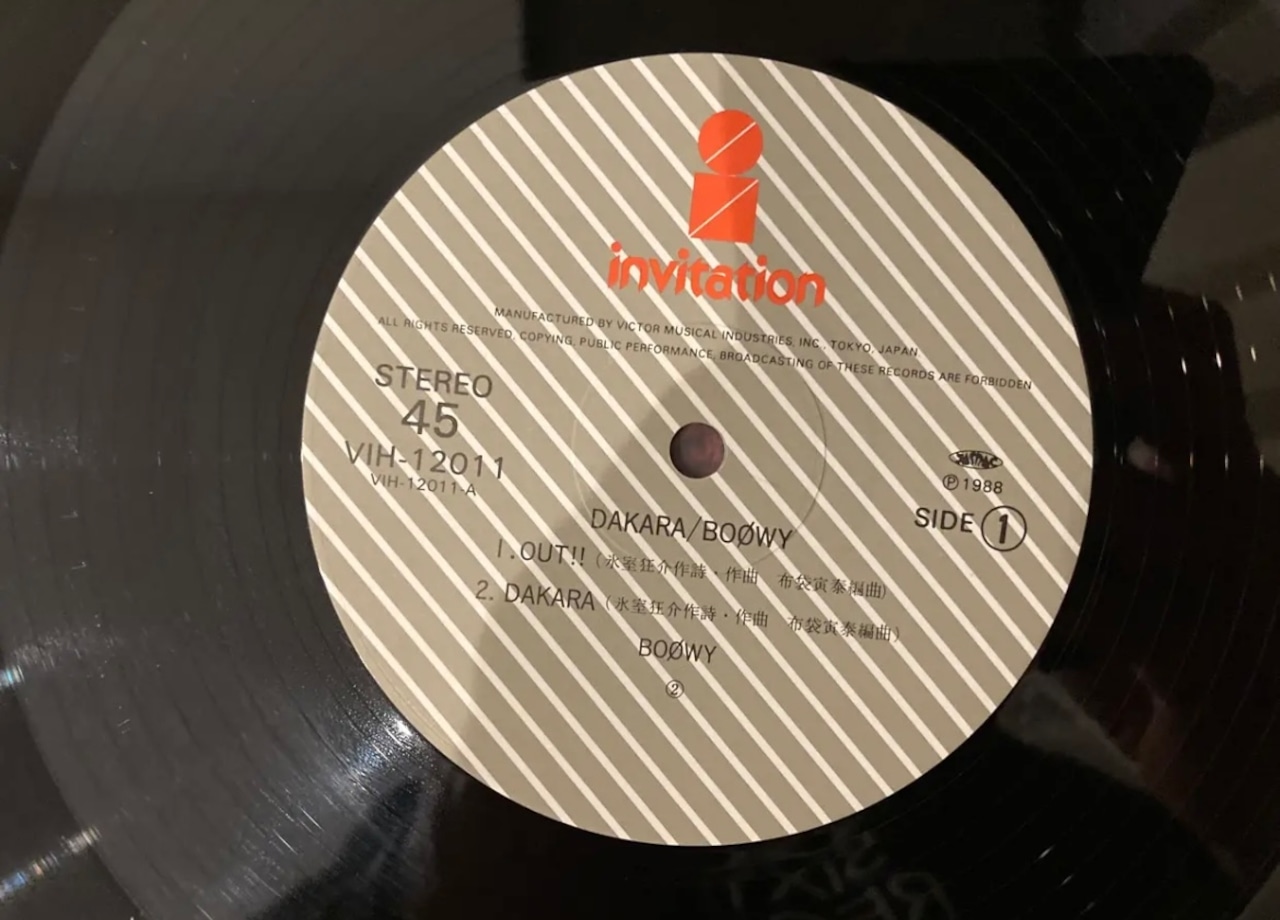 invitation
MANUFACTURED BY VICTOR MUSICAL INDUSTRIES, INC., TOKYO, JAPAN
ALL RIGHTS RESERVED, COPYING, PUBLIC PERFORMANCE, BROADCASTING OF THESE RECORDS ARE FORBIDDEN
STEREO
45
VIH-12011
VIH-12011-A
JASRAC
Ⓟ1988
SIDE ①
DAKARA/BOØWY
1.OUT!! (氷室狂介作詩・作曲 布袋寅泰編曲)
2. DAKARA (氷室狂介作詩・作曲 布袋寅泰編曲)
BOØWY
②